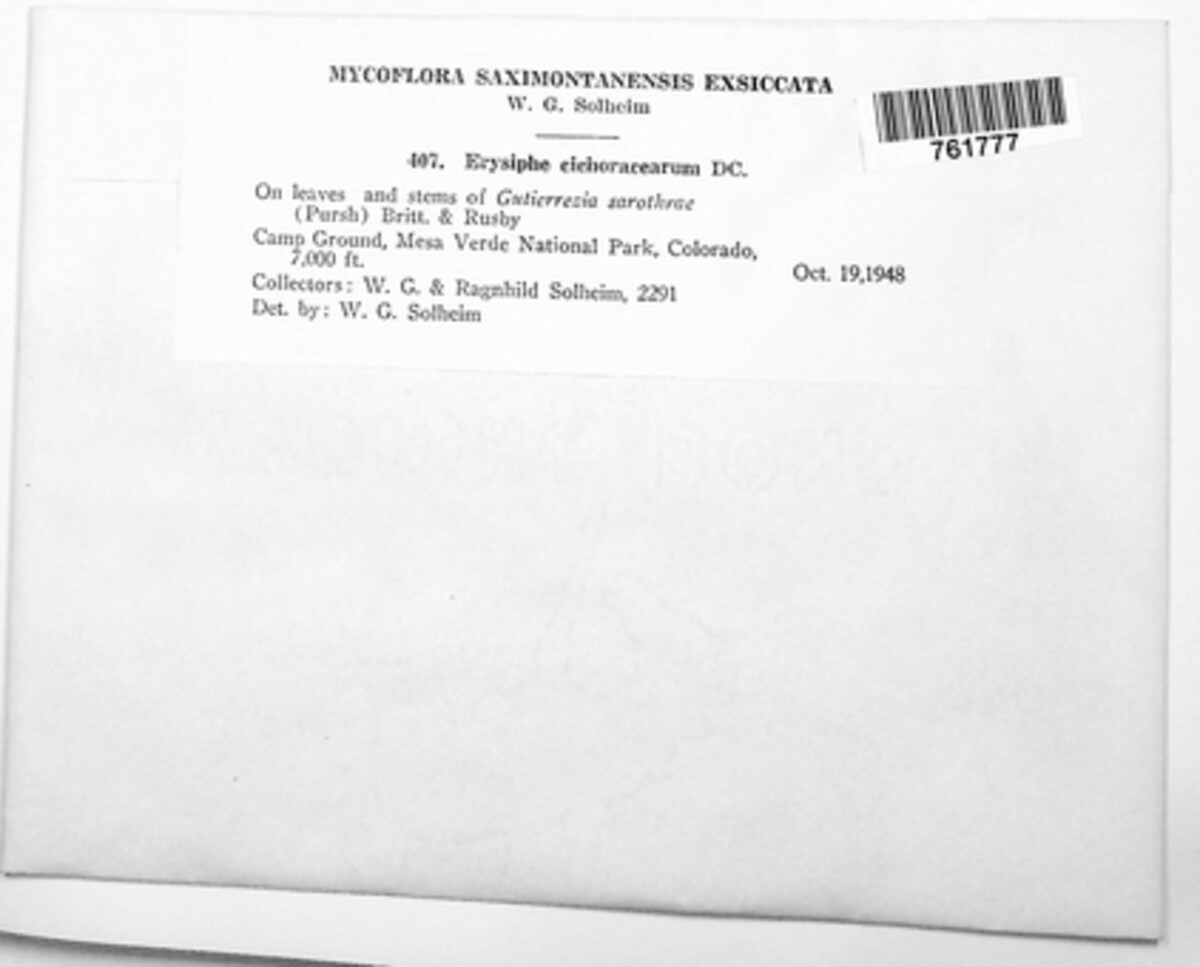 MYCOFLORA SAXIMONTANENSIS EXSICCATA
W. G. Solheim
761777
407. Erysiphe cichoracearum DC.
On leaves and stems of Gutierrezia sarothrae
(Pursh) Britt. & Rusby
Camp Ground, Mesa Verde National Park, Colorado,
7,000 ft.
Oct. 19,1948
Collectors: W. G. & Ragnhild Solheim, 2291
Det. by: W. G. Solheim